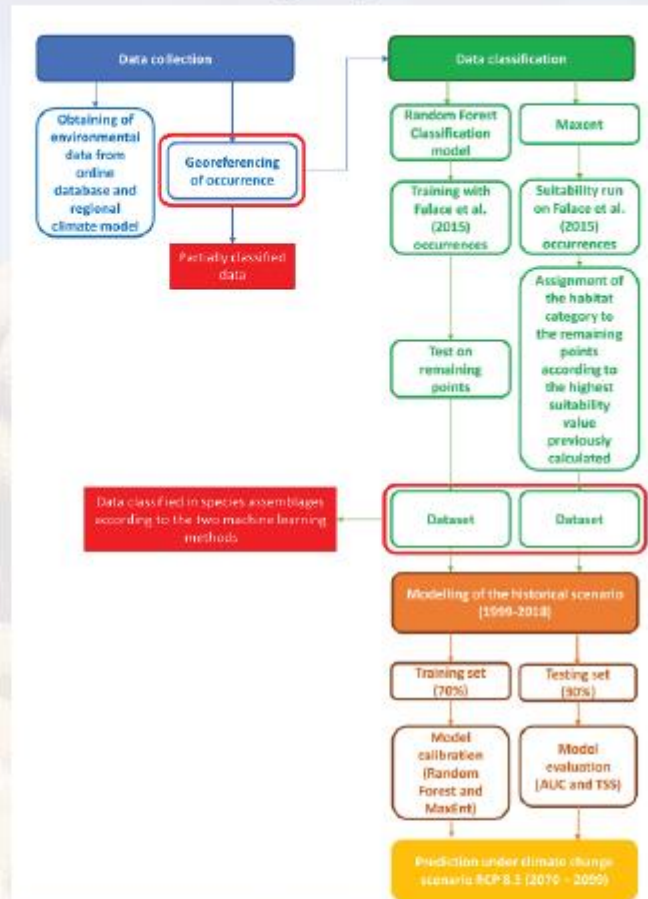 Data collection
Obtaining of
environmental
data from
online
database and
regional
climate model
Georeferencing
of occurrence
Partially classified
data
Data classification
Random Forest
Classification
model
Training with
Falace et al.
(2015)
occurrences
Test on
remaining
points
Maxent
Suitability run
on Falace et al.
(2015)
occurrences
Assignment of
the habitat
category to
the remaining
points
according to
the highest
suitability
value
previously
calculated
Data classified in species assemblages
according to the two machine learning
methods
Dataset
Dataset
Modelling of the historical scenario
(1999-2018)
Training set
(70%)
Testing set
(30%)
Model
calibration
(Random
Forest and
MaxEnt)
Model
evaluation
(AUC and TSS)
Prediction under climate change
scenario RCP 8.5 (2070 – 2099)